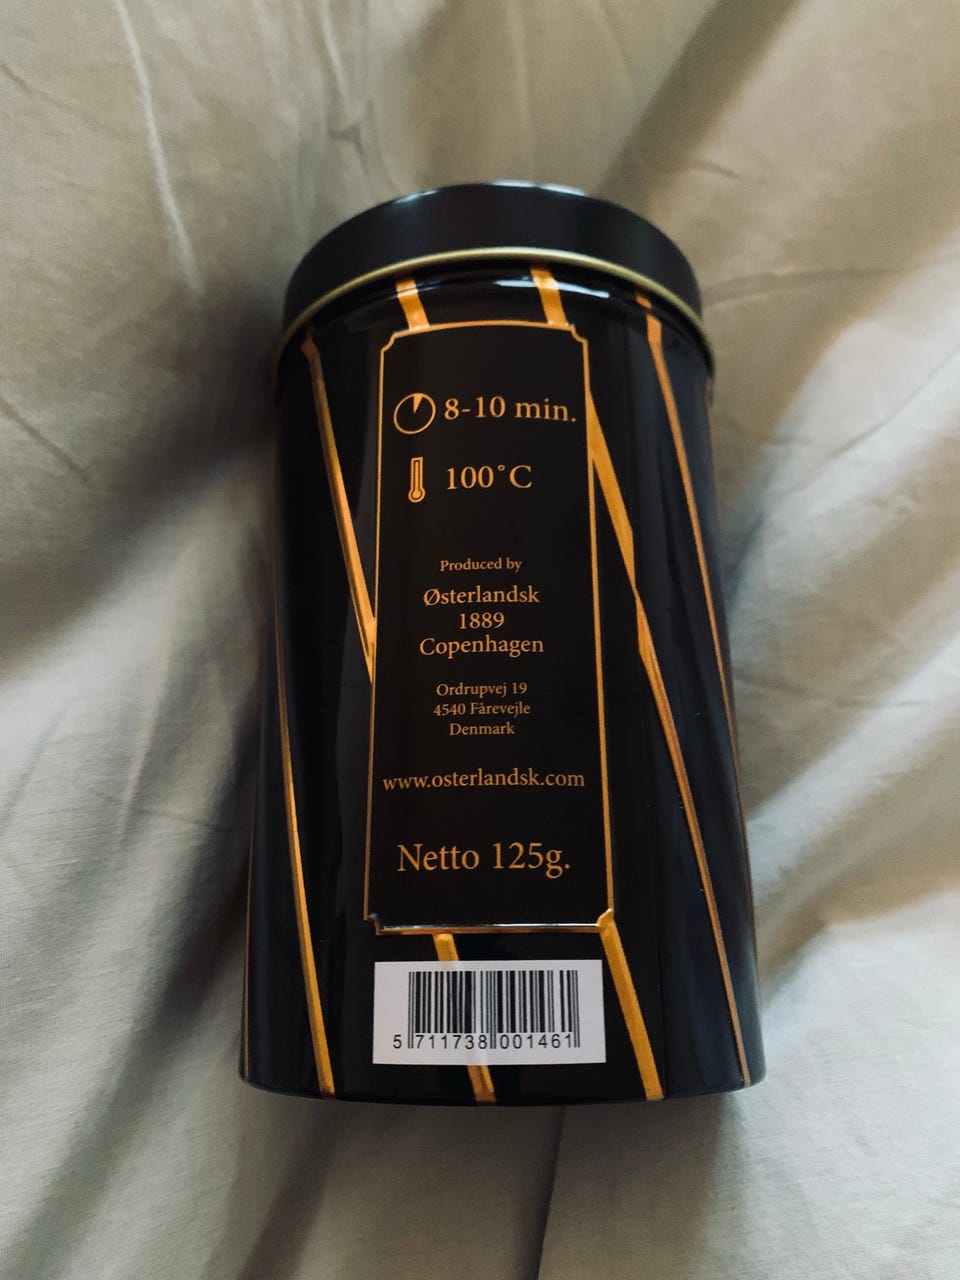 8-10 min.
100°C
Produced by
Østerlandsk
1889
Copenhagen
Ordrupvej 19
4540 Fårevejle
Denmark
www.osterlandsk.com
Netto 125g.
5 711738 001461